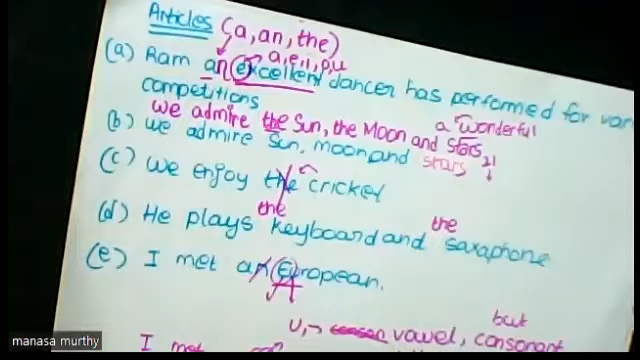 Articles (a, an, the)
a, e, i, o, u
(a) Ram an excellent dancer has performed for var
competitions
we admire the Sun, the Moon and Stars,
a wonderful
(b) we admire Sun, moon and stars
(c) we enjoy the cricket
the
the
(d) He plays keyboard and saxaphone
(e) I met an European.
but
u, → vowel, consonant
I met
manasa murthy